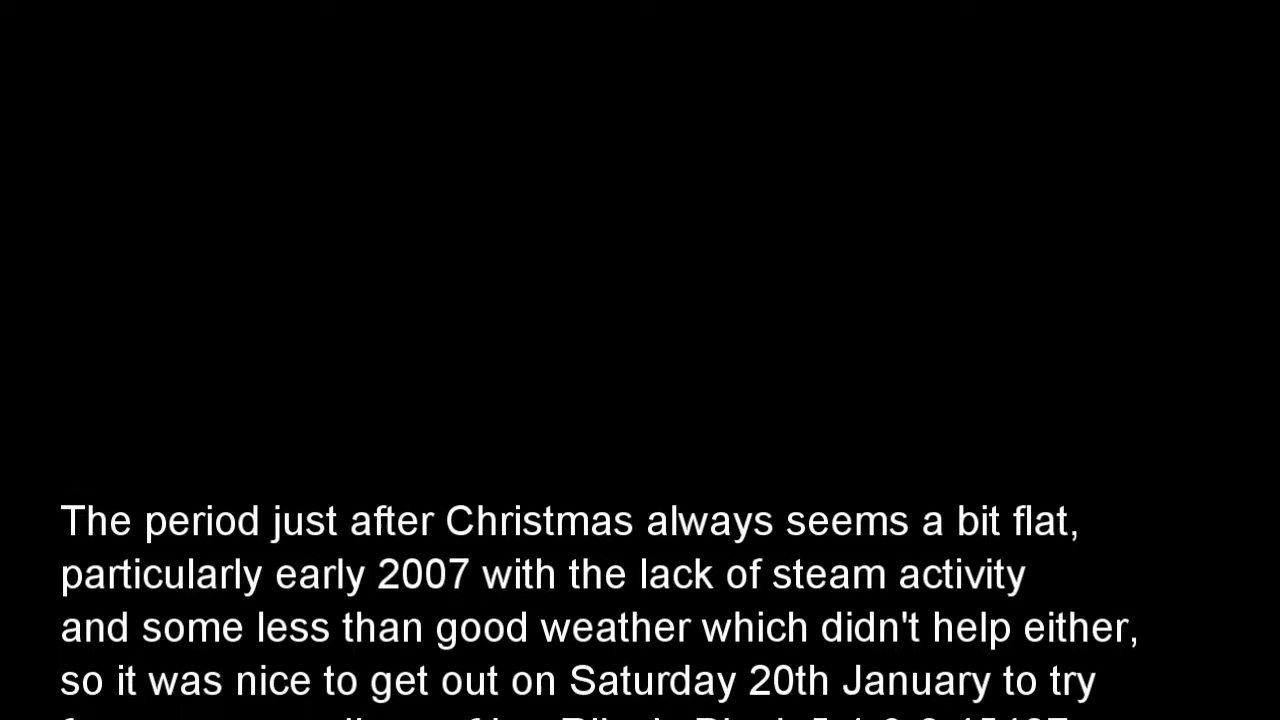 The period just after Christmas always seems a bit flat,
particularly early 2007 with the lack of steam activity
and some less than good weather which didn't help either,
so it was nice to get out on Saturday 20th January to try